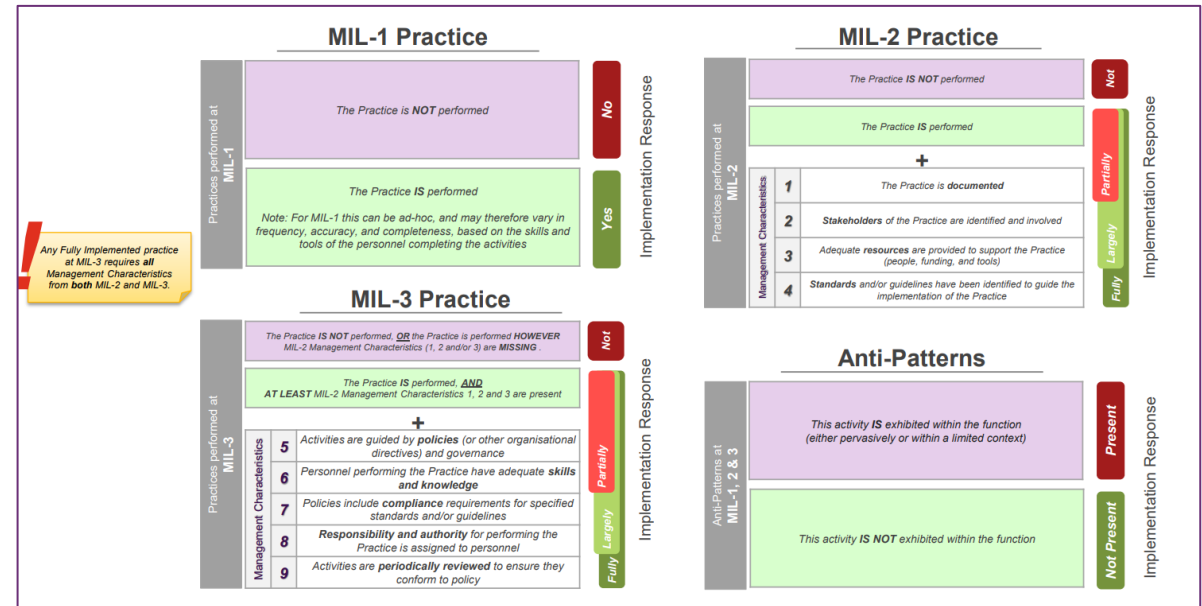 MIL-1 Practice
Practices performed at
MIL-1
The Practice is NOT performed
No
The Practice IS performed
Note: For MIL-1 this can be ad-hoc, and may therefore vary in
frequency, accuracy, and completeness, based on the skills and
tools of the personnel completing the activities
Yes
Implementation Response
MIL-2 Practice
Practices performed at
MIL-2
The Practice IS NOT performed
Not
The Practice IS performed
+
Management Characteristics
1
The Practice is documented
2
Stakeholders of the Practice are identified and involved
3
Adequate resources are provided to support the Practice
(people, funding, and tools)
4
Standards and/or guidelines have been identified to guide the
implementation of the Practice
Partially
Largely
Fully
Implementation Response
!
Any Fully Implemented practice
at MIL-3 requires all
Management Characteristics
from both MIL-2 and MIL-3.
MIL-3 Practice
Practices performed at
MIL-3
The Practice IS NOT performed, OR the Practice is performed HOWEVER
MIL-2 Management Characteristics (1, 2 and/or 3) are MISSING .
Not
The Practice IS performed, AND
AT LEAST MIL-2 Management Characteristics 1, 2 and 3 are present
+
Management Characteristics
5
Activities are guided by policies (or other organisational
directives) and governance
6
Personnel performing the Practice have adequate skills
and knowledge
7
Policies include compliance requirements for specified
standards and/or guidelines
8
Responsibility and authority for performing the
Practice is assigned to personnel
9
Activities are periodically reviewed to ensure they
conform to policy
Partially
Largely
Fully
Implementation Response
Anti-Patterns
Anti-Patterns at
MIL-1, 2 & 3
This activity IS exhibited within the function
(either pervasively or within a limited context)
Present
This activity IS NOT exhibited within the function
Not Present
Implementation Response